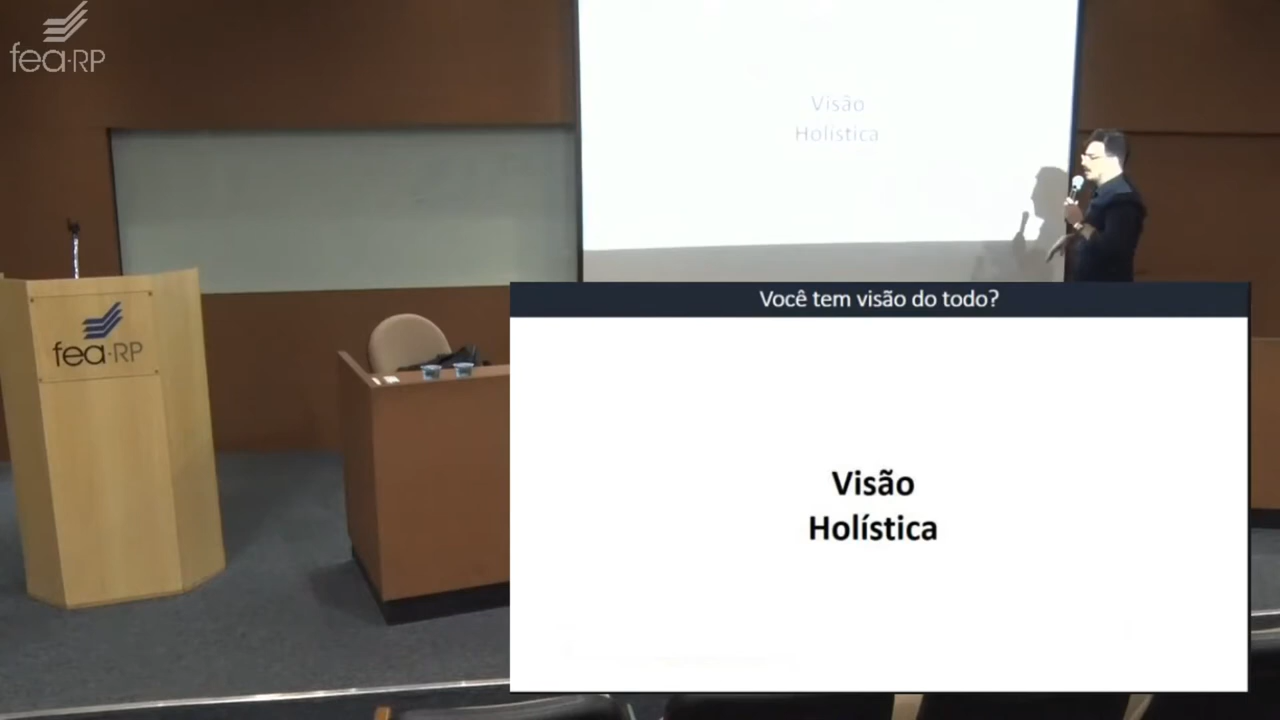 fea-RP
Visão
Holística
fea-RP
Você tem visão do todo?
Visão
Holística